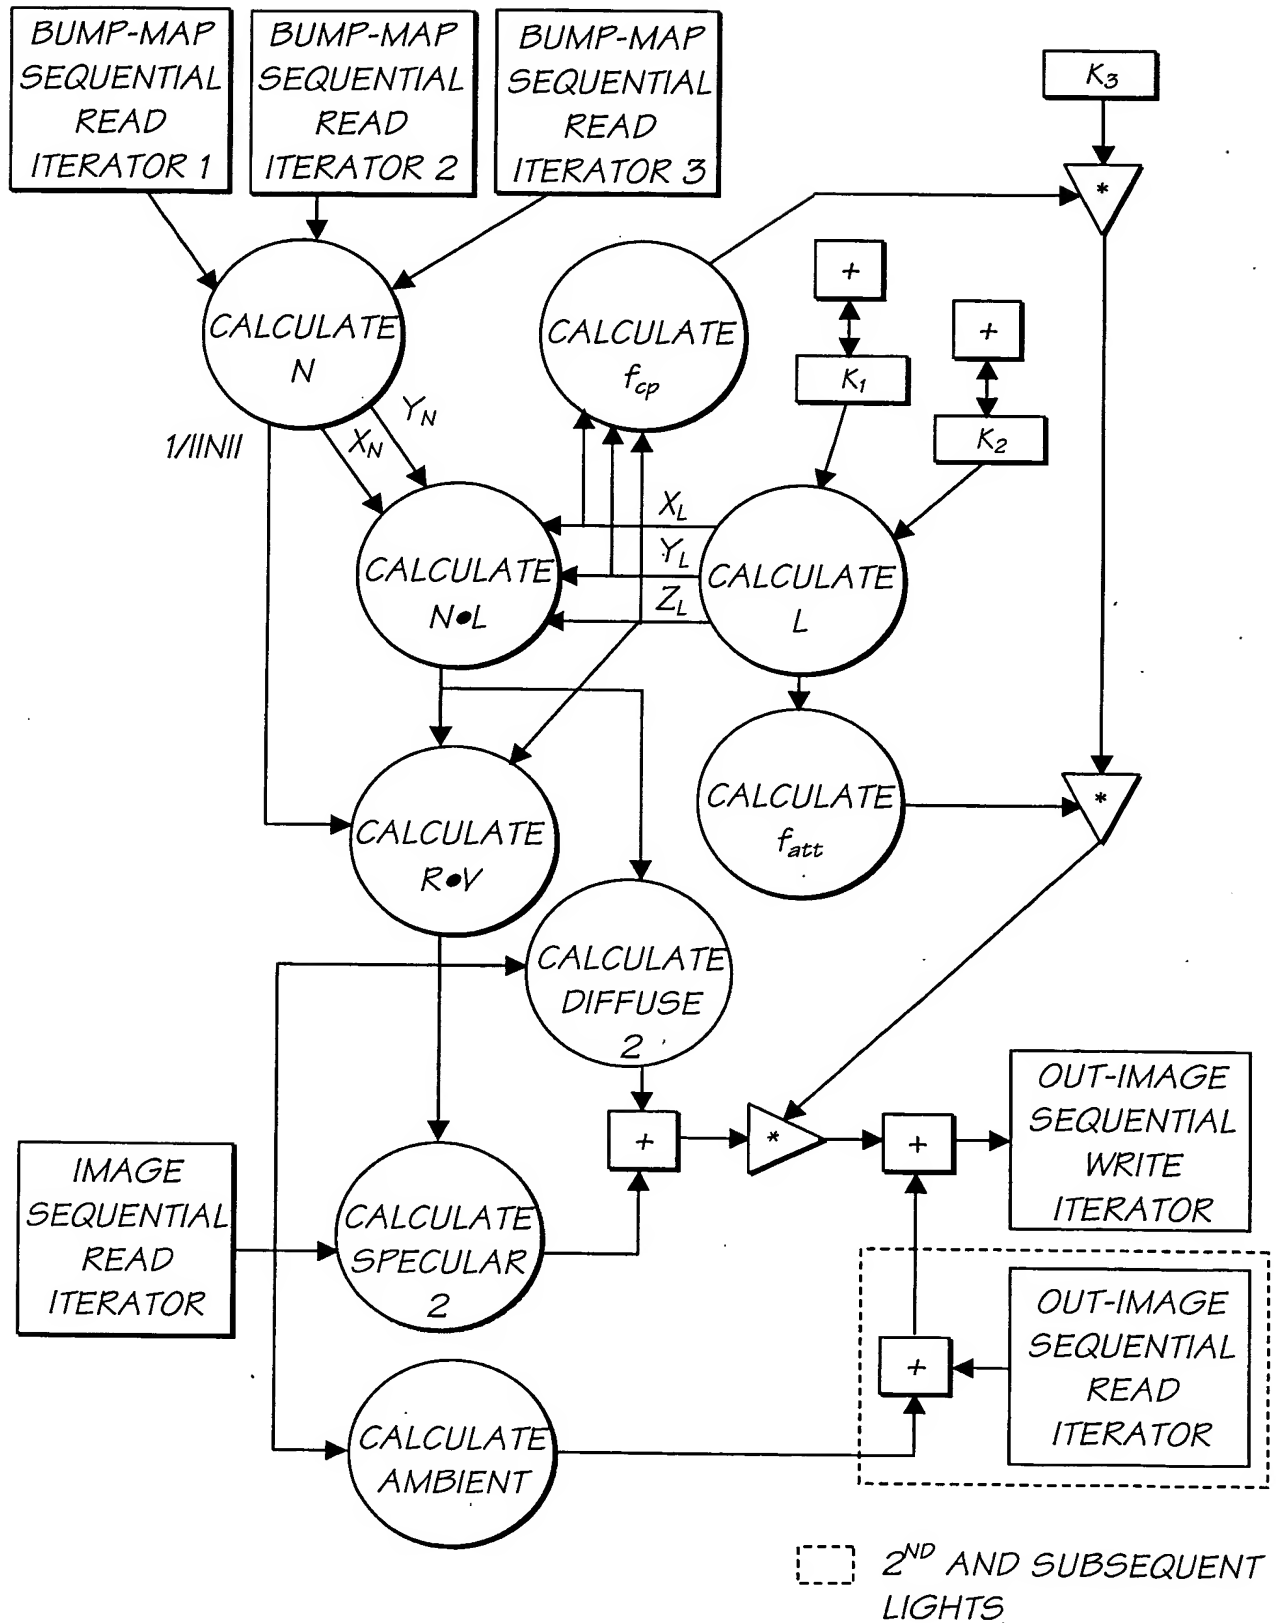 BUMP-MAP
SEQUENTIAL
READ
ITERATOR 1
BUMP-MAP
SEQUENTIAL
READ
ITERATOR 2
BUMP-MAP
SEQUENTIAL
READ
ITERATOR 3
K3
*
+
+
CALCULATE
N
CALCULATE
fcp
K1
K2
1/||N||
XN
YN
XL
YL
ZL
CALCULATE
N•L
CALCULATE
L
CALCULATE
R•V
CALCULATE
fatt
*
CALCULATE
DIFFUSE
2
+
*
+
OUT-IMAGE
SEQUENTIAL
WRITE
ITERATOR
IMAGE
SEQUENTIAL
READ
ITERATOR
CALCULATE
SPECULAR
2
+
OUT-IMAGE
SEQUENTIAL
READ
ITERATOR
CALCULATE
AMBIENT
2ND AND SUBSEQUENT
LIGHTS